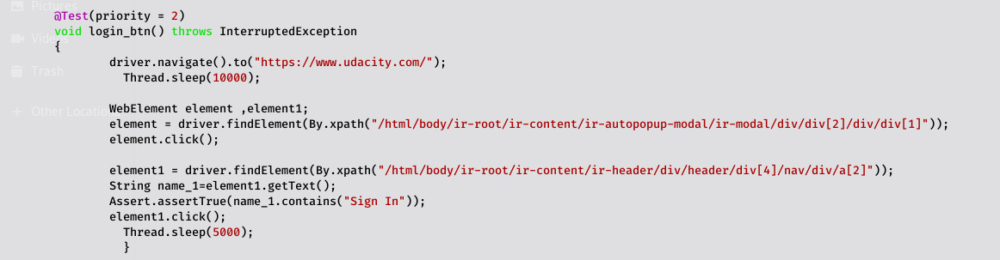 Pictures
@Test(priority = 2)
void login_btn() throws InterruptedException
Videos
{
driver.navigate().to("https://www.udacity.com/");
Trash
Thread.sleep(10000);
WebElement element ,element1;
Other Locatio
element = driver.findElement(By.xpath("/html/body/ir-root/ir-content/ir-autopopup-modal/ir-modal/div/div[2]/div/div[1]"));
element.click();
element1 = driver.findElement(By.xpath("/html/body/ir-root/ir-content/ir-header/div/header/div[4]/nav/div/a[2]"));
String name_1=element1.getText();
Assert.assertTrue(name_1.contains("Sign In"));
element1.click();
Thread.sleep(5000);
}